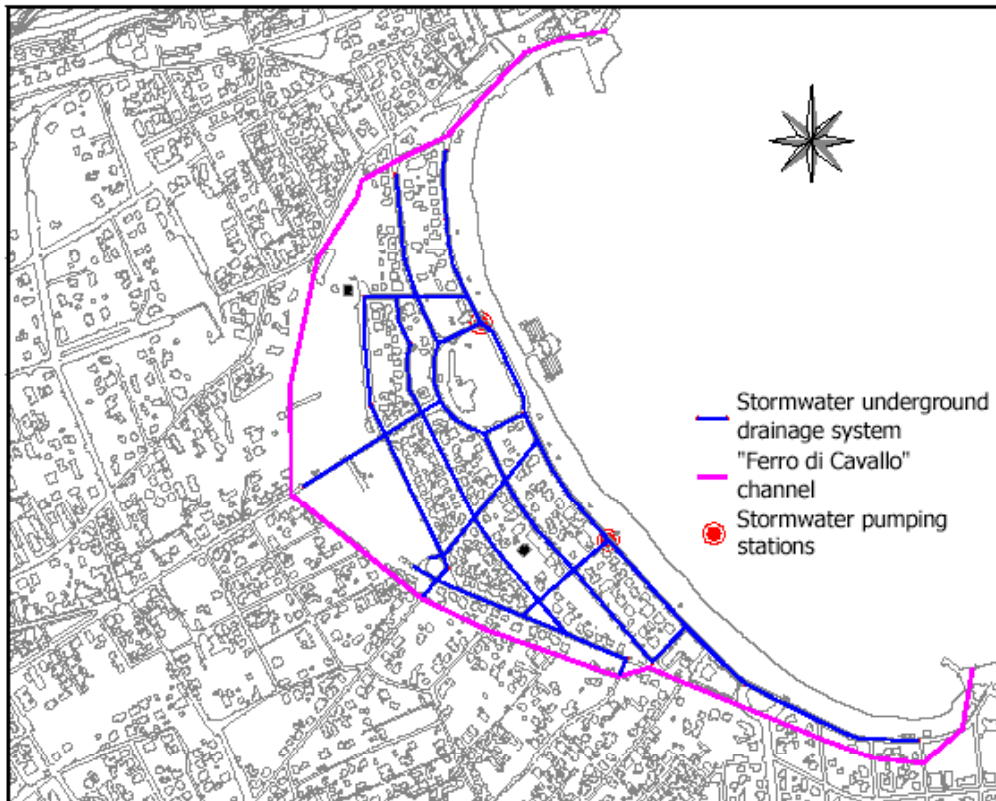 Stormwater underground
drainage system
"Ferro di Cavallo"
channel
Stormwater pumping
stations